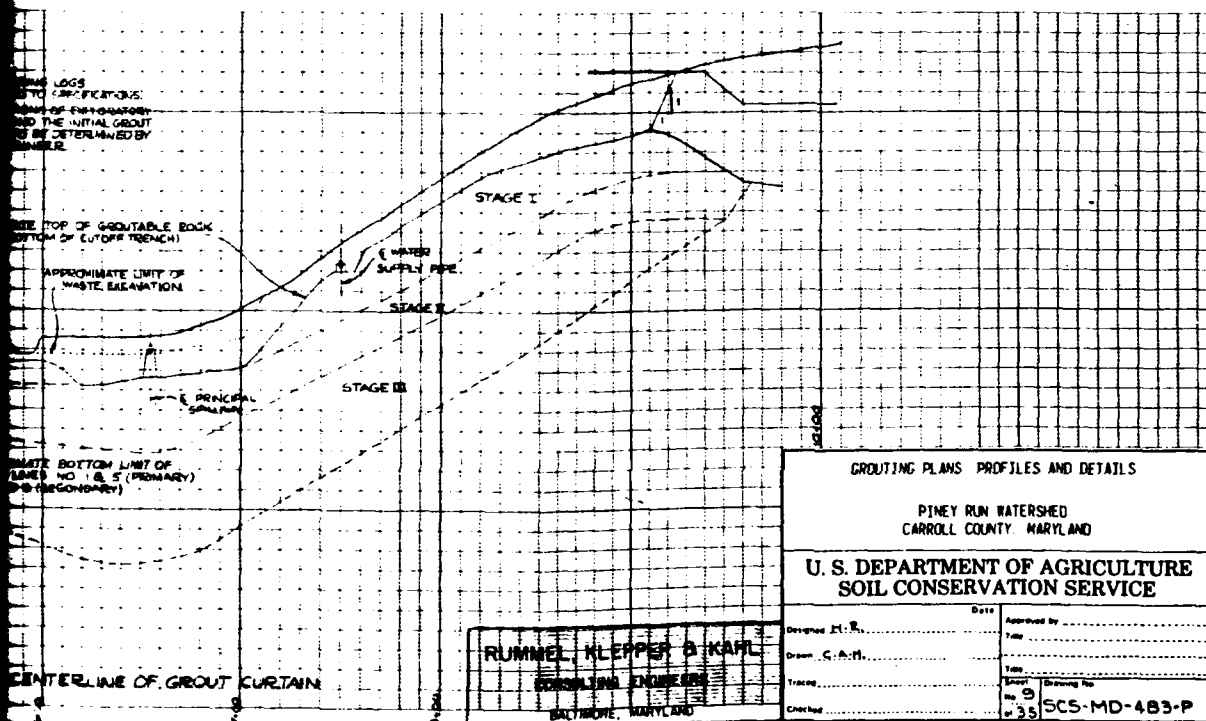 LOGS
TO SPECIFICATIONS.
OF EXPLORATORY
THE INITIAL GROUT
BE DETERMINED BY
TOP OF GROUTABLE ROCK
BOTTOM OF CUTOFF TRENCH)
APPROXIMATE LIMIT OF
WASTE EXCAVATION
STAGE I
℄ WATER
SUPPLY PIPE
STAGE II
STAGE III
℄ PRINCIPAL
SPILLWAY
BOTTOM LIMIT OF
LINES NO 1 & 5 (PRIMARY)
(SECONDARY)
CENTERLINE OF GROUT CURTAIN
RUMMEL, KLEPPER & KAHL
CONSULTING ENGINEERS
BALTIMORE, MARYLAND
GROUTING PLANS PROFILES AND DETAILS
PINEY RUN WATERSHED
CARROLL COUNTY, MARYLAND
U. S. DEPARTMENT OF AGRICULTURE
SOIL CONSERVATION SERVICE
Date
Designed H.R.
Drawn C.A.M.
Traced
Checked
Approved by
Title
Title
Sheet No 9 of 35
Drawing No
SCS-MD-483-P